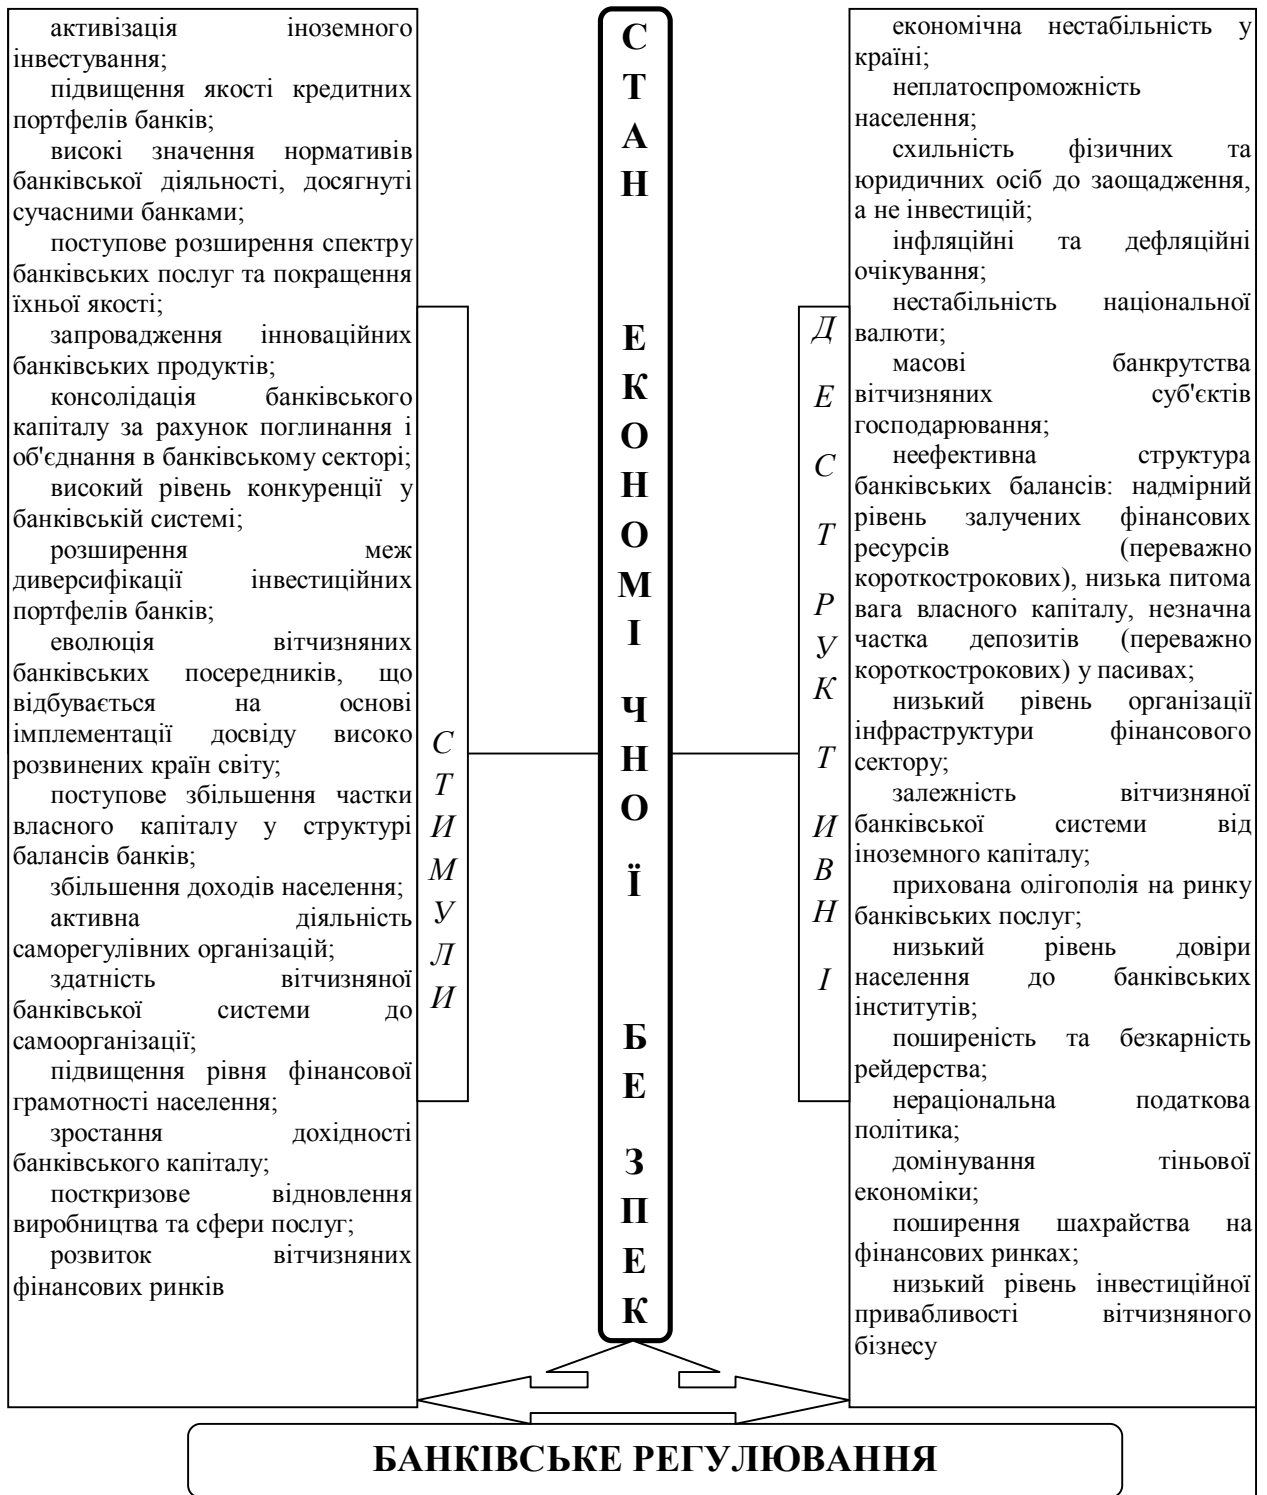 активізація іноземного
інвестування;
підвищення якості кредитних
портфелів банків;
високі значення нормативів
банківської діяльності, досягнуті
сучасними банками;
поступове розширення спектру
банківських послуг та покращення
їхньої якості;
запровадження інноваційних
банківських продуктів;
консолідація банківського
капіталу за рахунок поглинання і
об'єднання в банківському секторі;
високий рівень конкуренції у
банківській системі;
розширення меж
диверсифікації інвестиційних
портфелів банків;
еволюція вітчизняних
банківських посередників, що
відбувається на основі
імплементації досвіду високо
розвинених країн світу;
поступове збільшення частки
власного капіталу у структурі
балансів банків;
збільшення доходів населення;
активна діяльність
саморегулівних організацій;
здатність вітчизняної
банківської системи до
самоорганізації;
підвищення рівня фінансової
грамотності населення;
зростання дохідності
банківського капіталу;
посткризове відновлення
виробництва та сфери послуг;
розвиток вітчизняних
фінансових ринків
СТИМУЛИ
СТАН ЕКОНОМІЧНОЇ БЕЗПЕК
ДЕСТРУКТИВНІ
економічна нестабільність у
країні;
неплатоспроможність
населення;
схильність фізичних та
юридичних осіб до заощадження,
а не інвестицій;
інфляційні та дефляційні
очікування;
нестабільність національної
валюти;
масові банкрутства
вітчизняних суб'єктів
господарювання;
неефективна структура
банківських балансів: надмірний
рівень залучених фінансових
ресурсів (переважно
короткострокових), низька питома
вага власного капіталу, незначна
частка депозитів (переважно
короткострокових) у пасивах;
низький рівень організації
інфраструктури фінансового
сектору;
залежність вітчизняної
банківської системи від
іноземного капіталу;
прихована олігополія на ринку
банківських послуг;
низький рівень довіри
населення до банківських
інститутів;
поширеність та безкарність
рейдерства;
нераціональна податкова
політика;
домінування тіньової
економіки;
поширення шахрайства на
фінансових ринках;
низький рівень інвестиційної
привабливості вітчизняного
бізнесу
БАНКІВСЬКЕ РЕГУЛЮВАННЯ